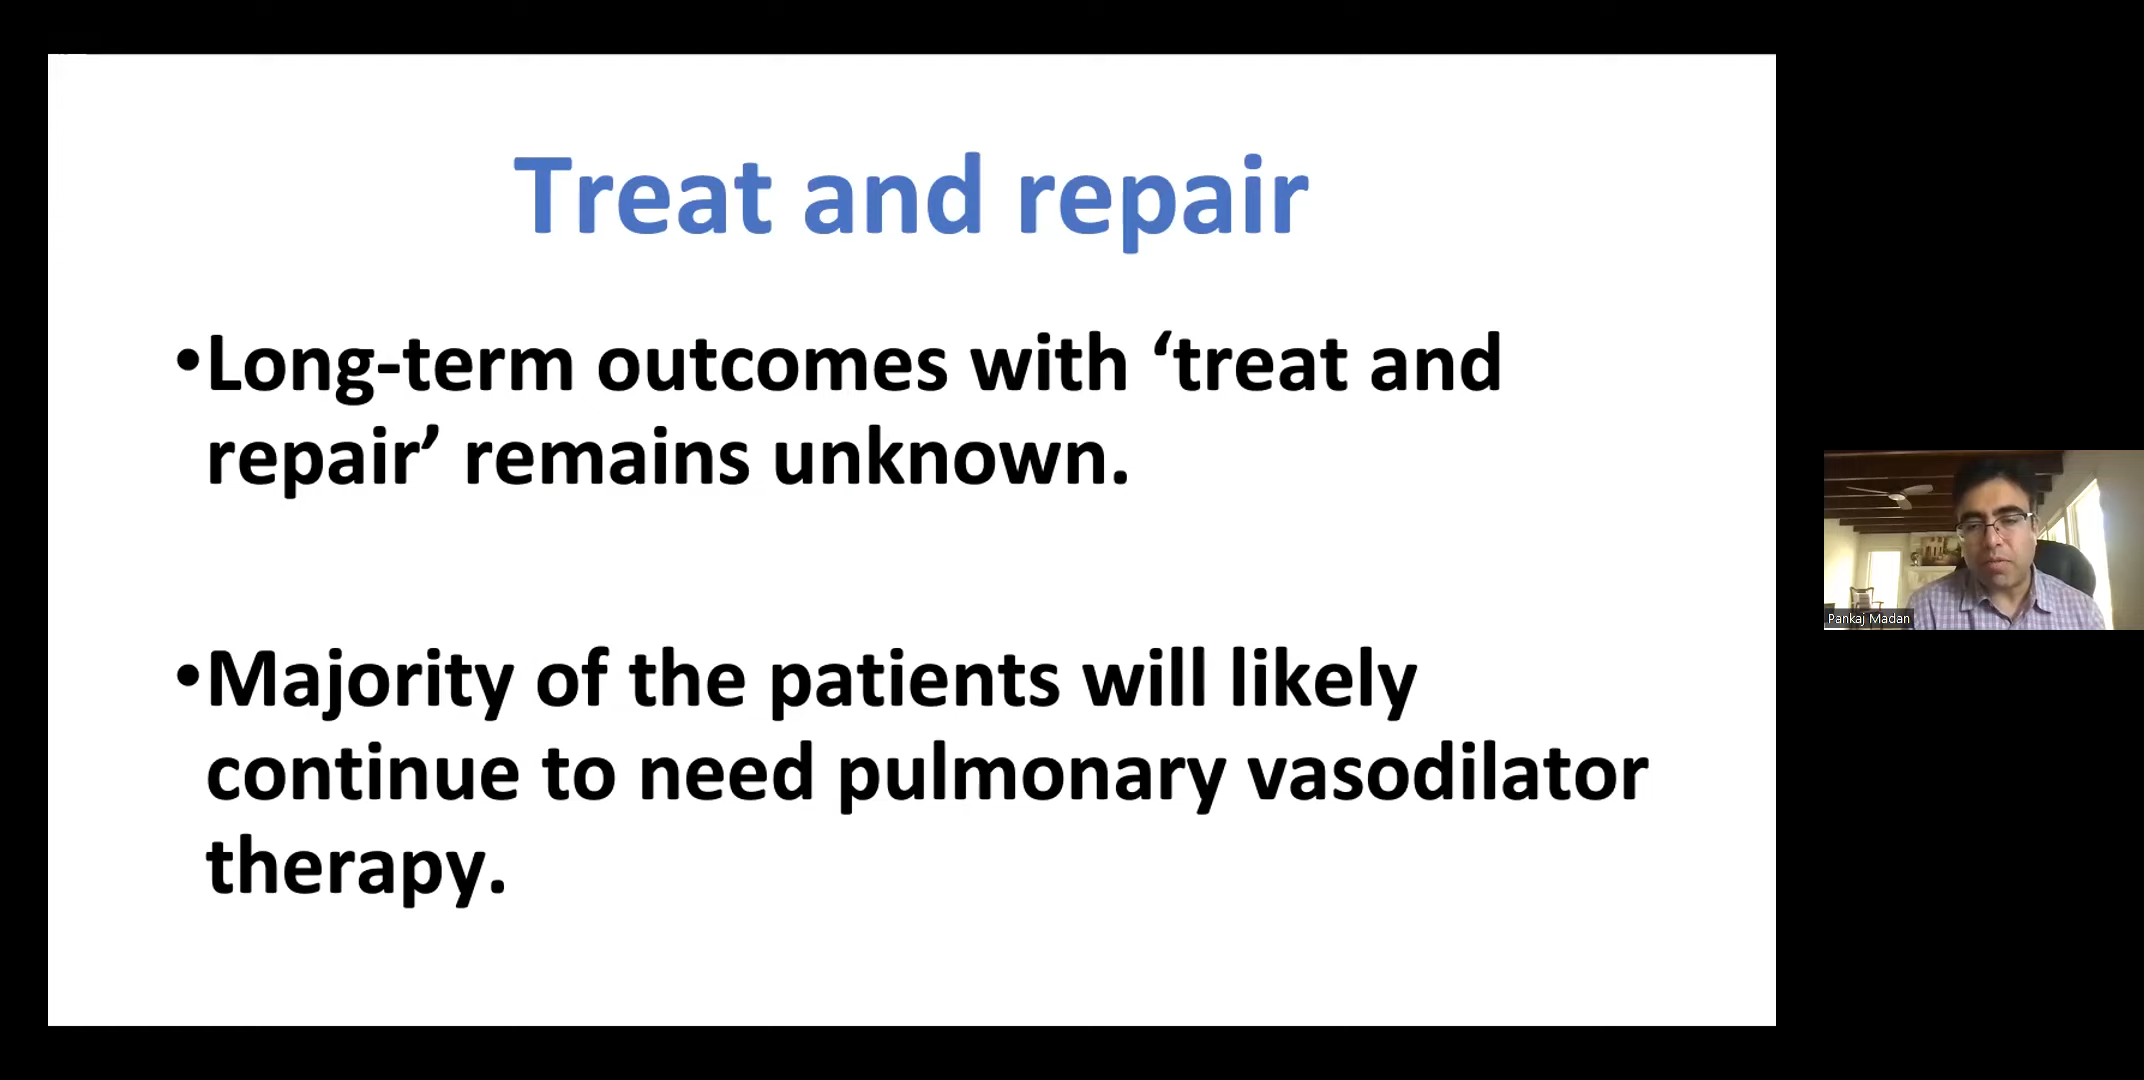 Treat and repair
•Long-term outcomes with ‘treat and
repair’ remains unknown.
•Majority of the patients will likely
continue to need pulmonary vasodilator
therapy.
Pankaj Madan